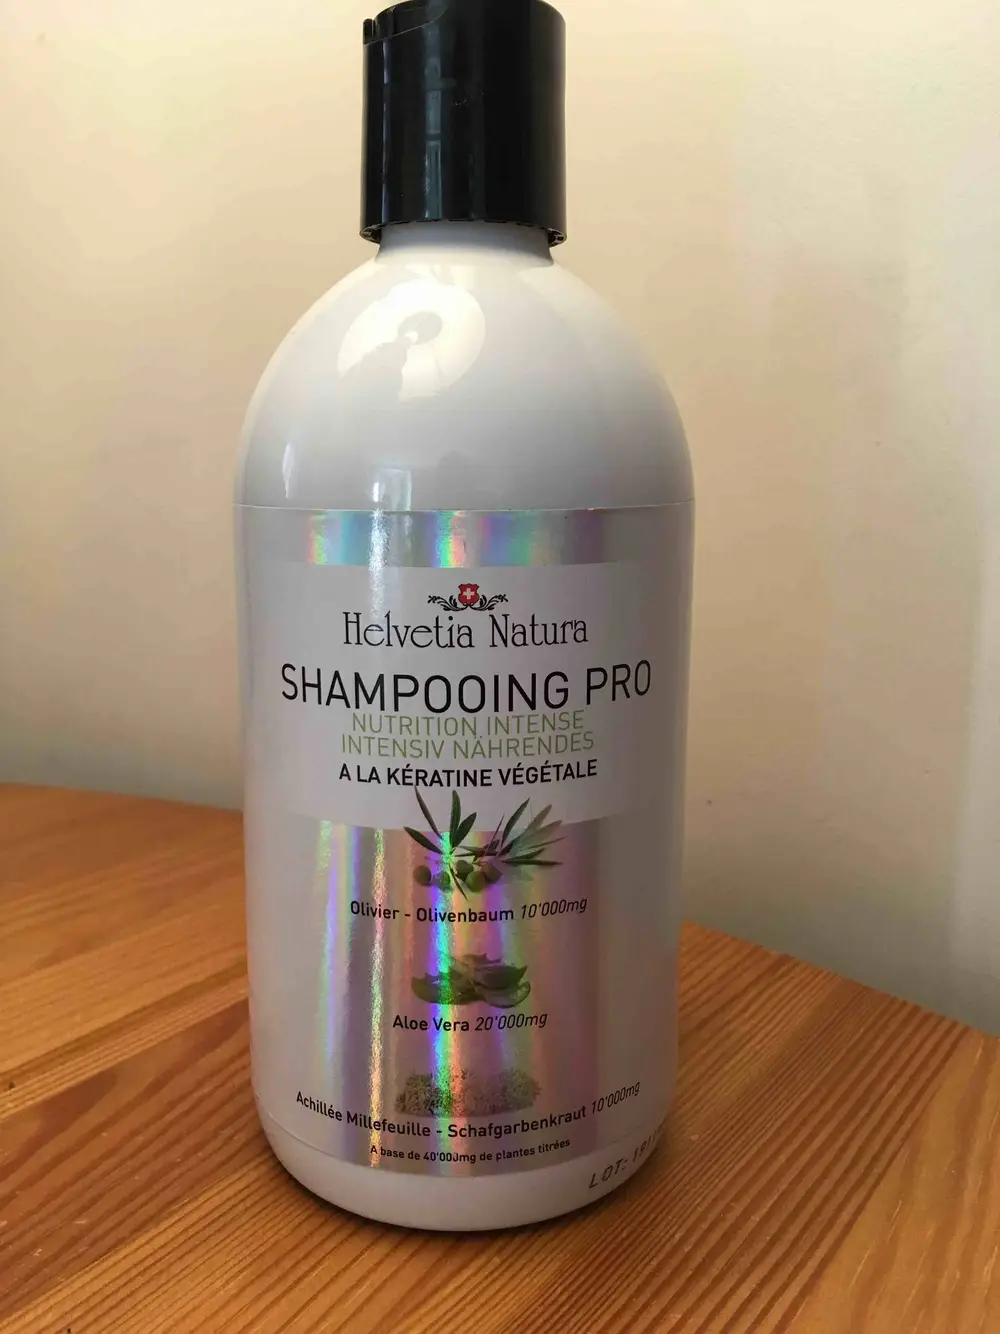 Helvetia Natura
SHAMPOOING PRO
NUTRITION INTENSE
INTENSIV NÄHRENDES
A LA KÉRATINE VÉGÉTALE
Olivier - Olivenbaum 10'000mg
Aloe Vera 20'000mg
Achillée Millefeuille - Schafgarbenkraut 10'000mg
A base de 40'000mg de plantes titrées
LOT: